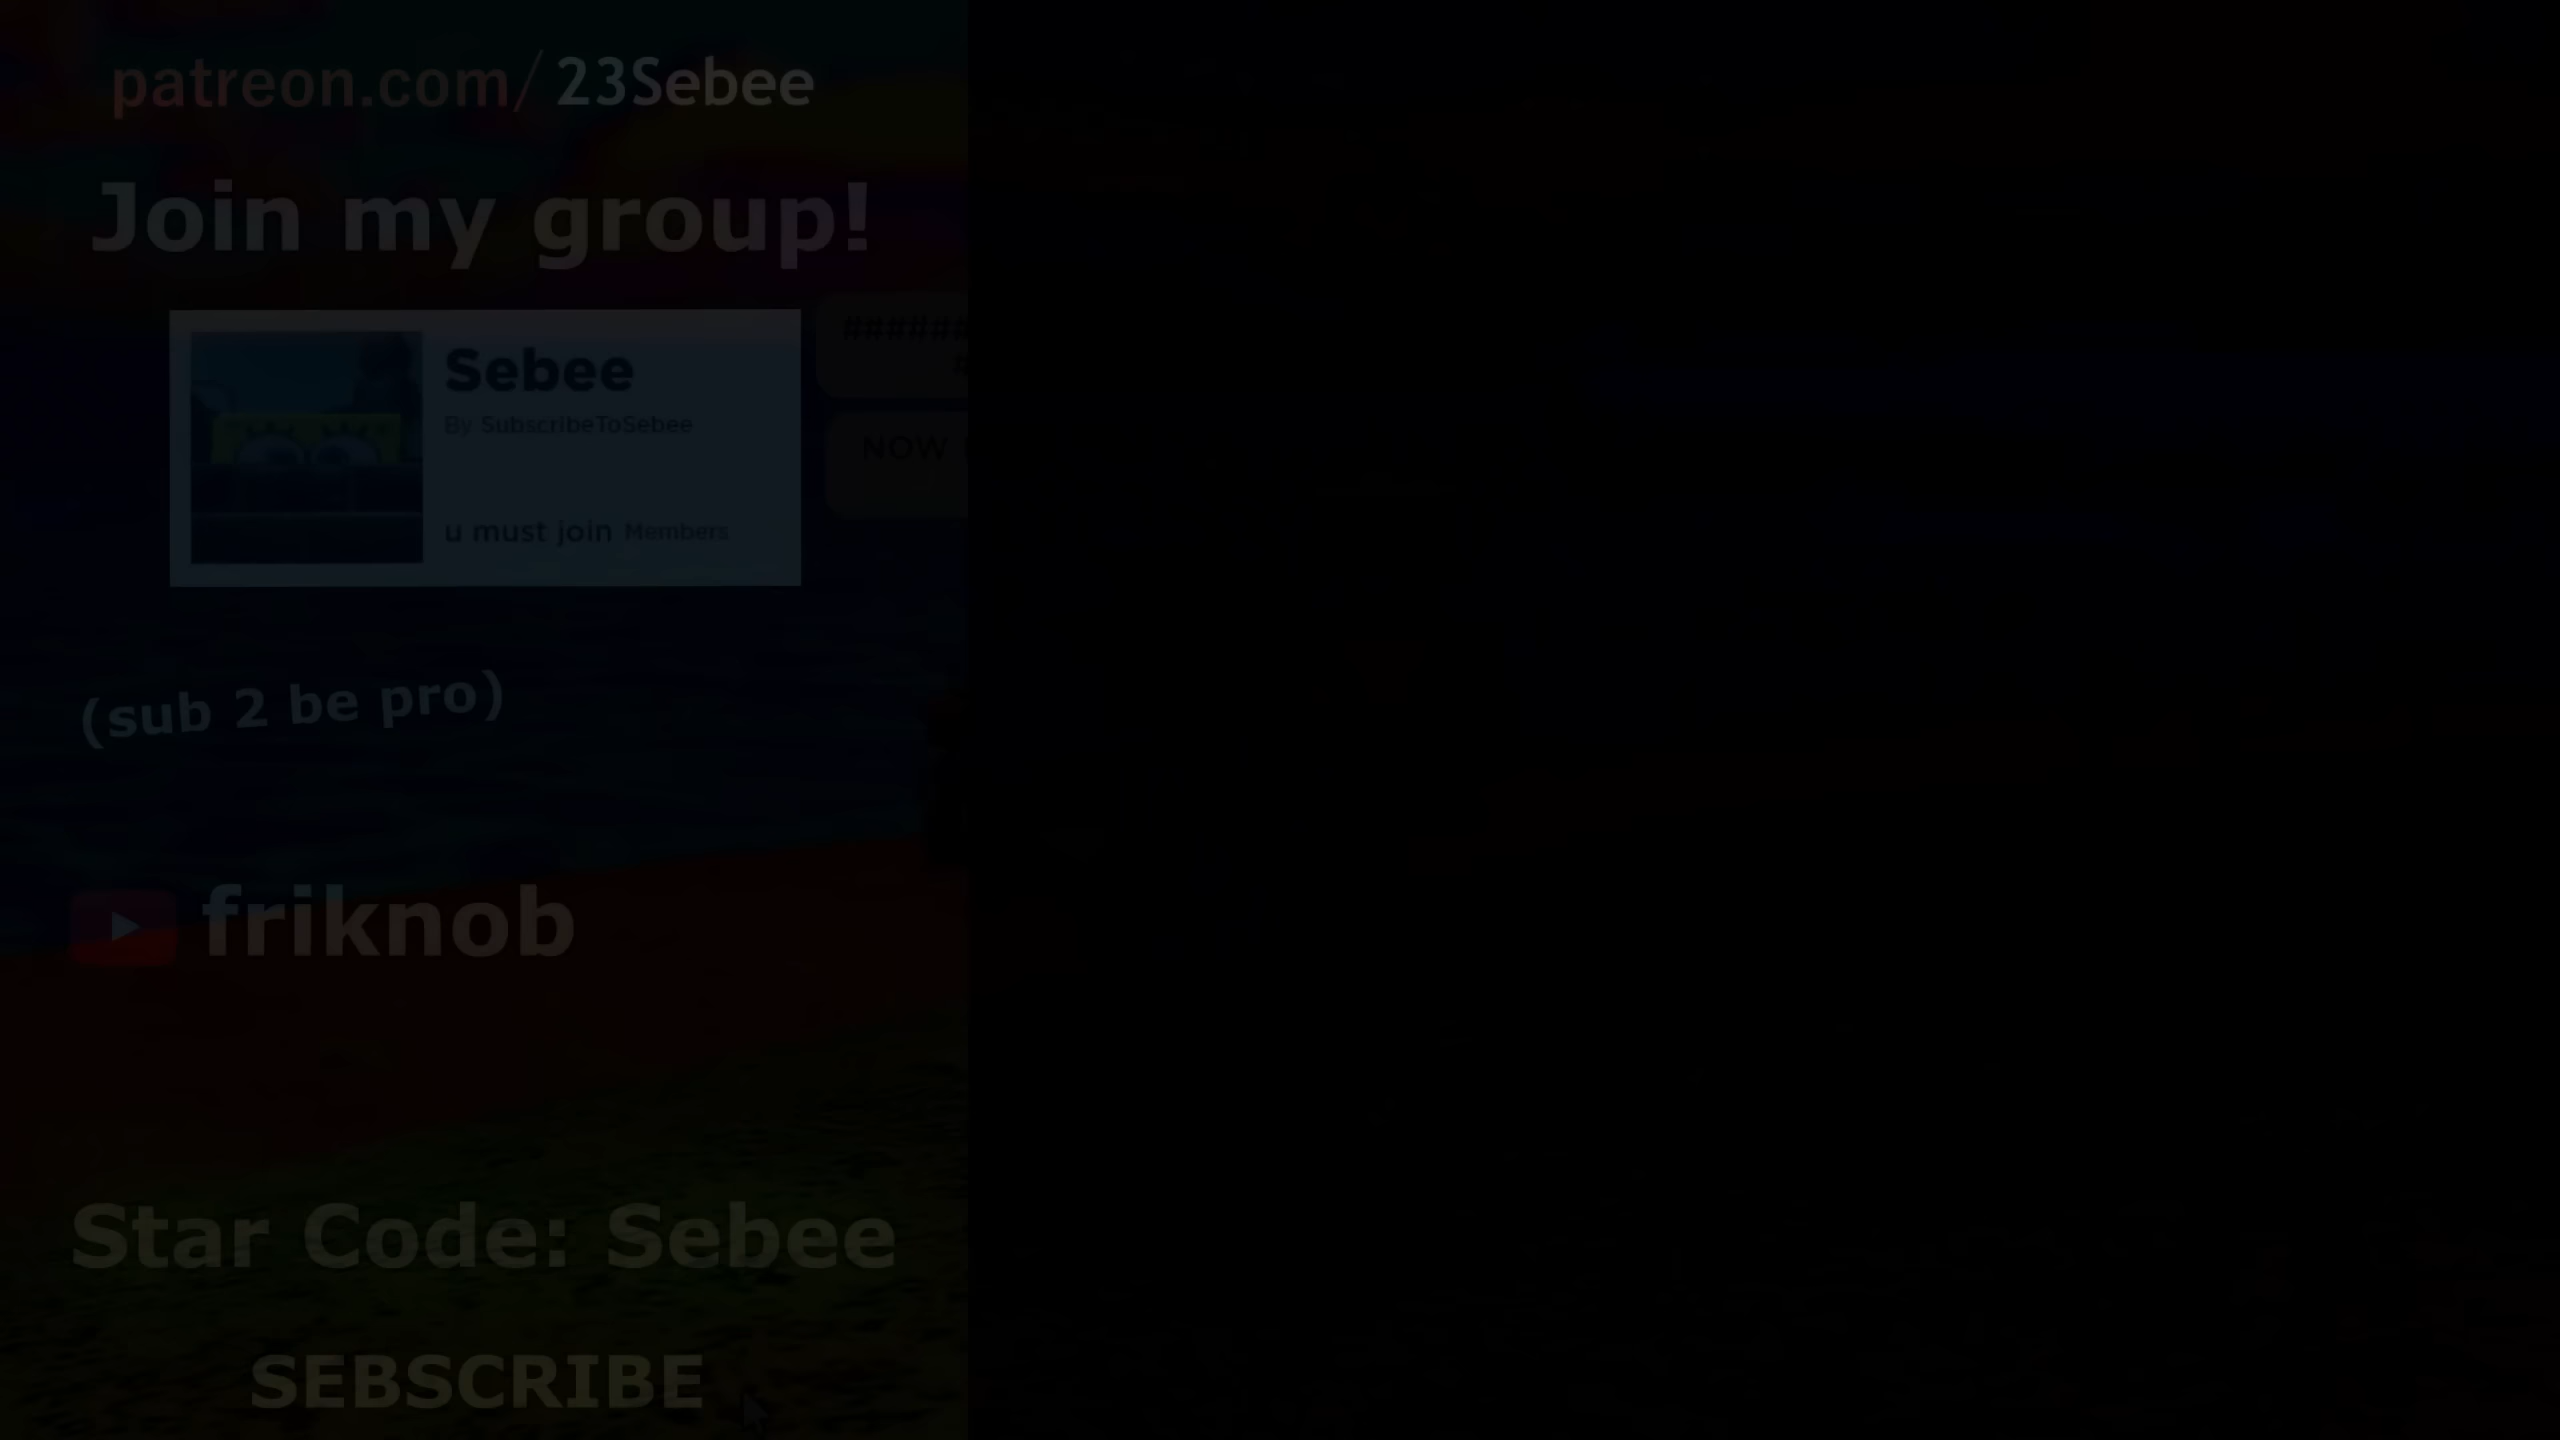 patreon.com/23Sebee
Join my group!
######
#
Sebee
By SubscribeToSebee
NOW
u must join Members
(sub 2 be pro)
friknob
Star Code: Sebee
SEBSCRIBE